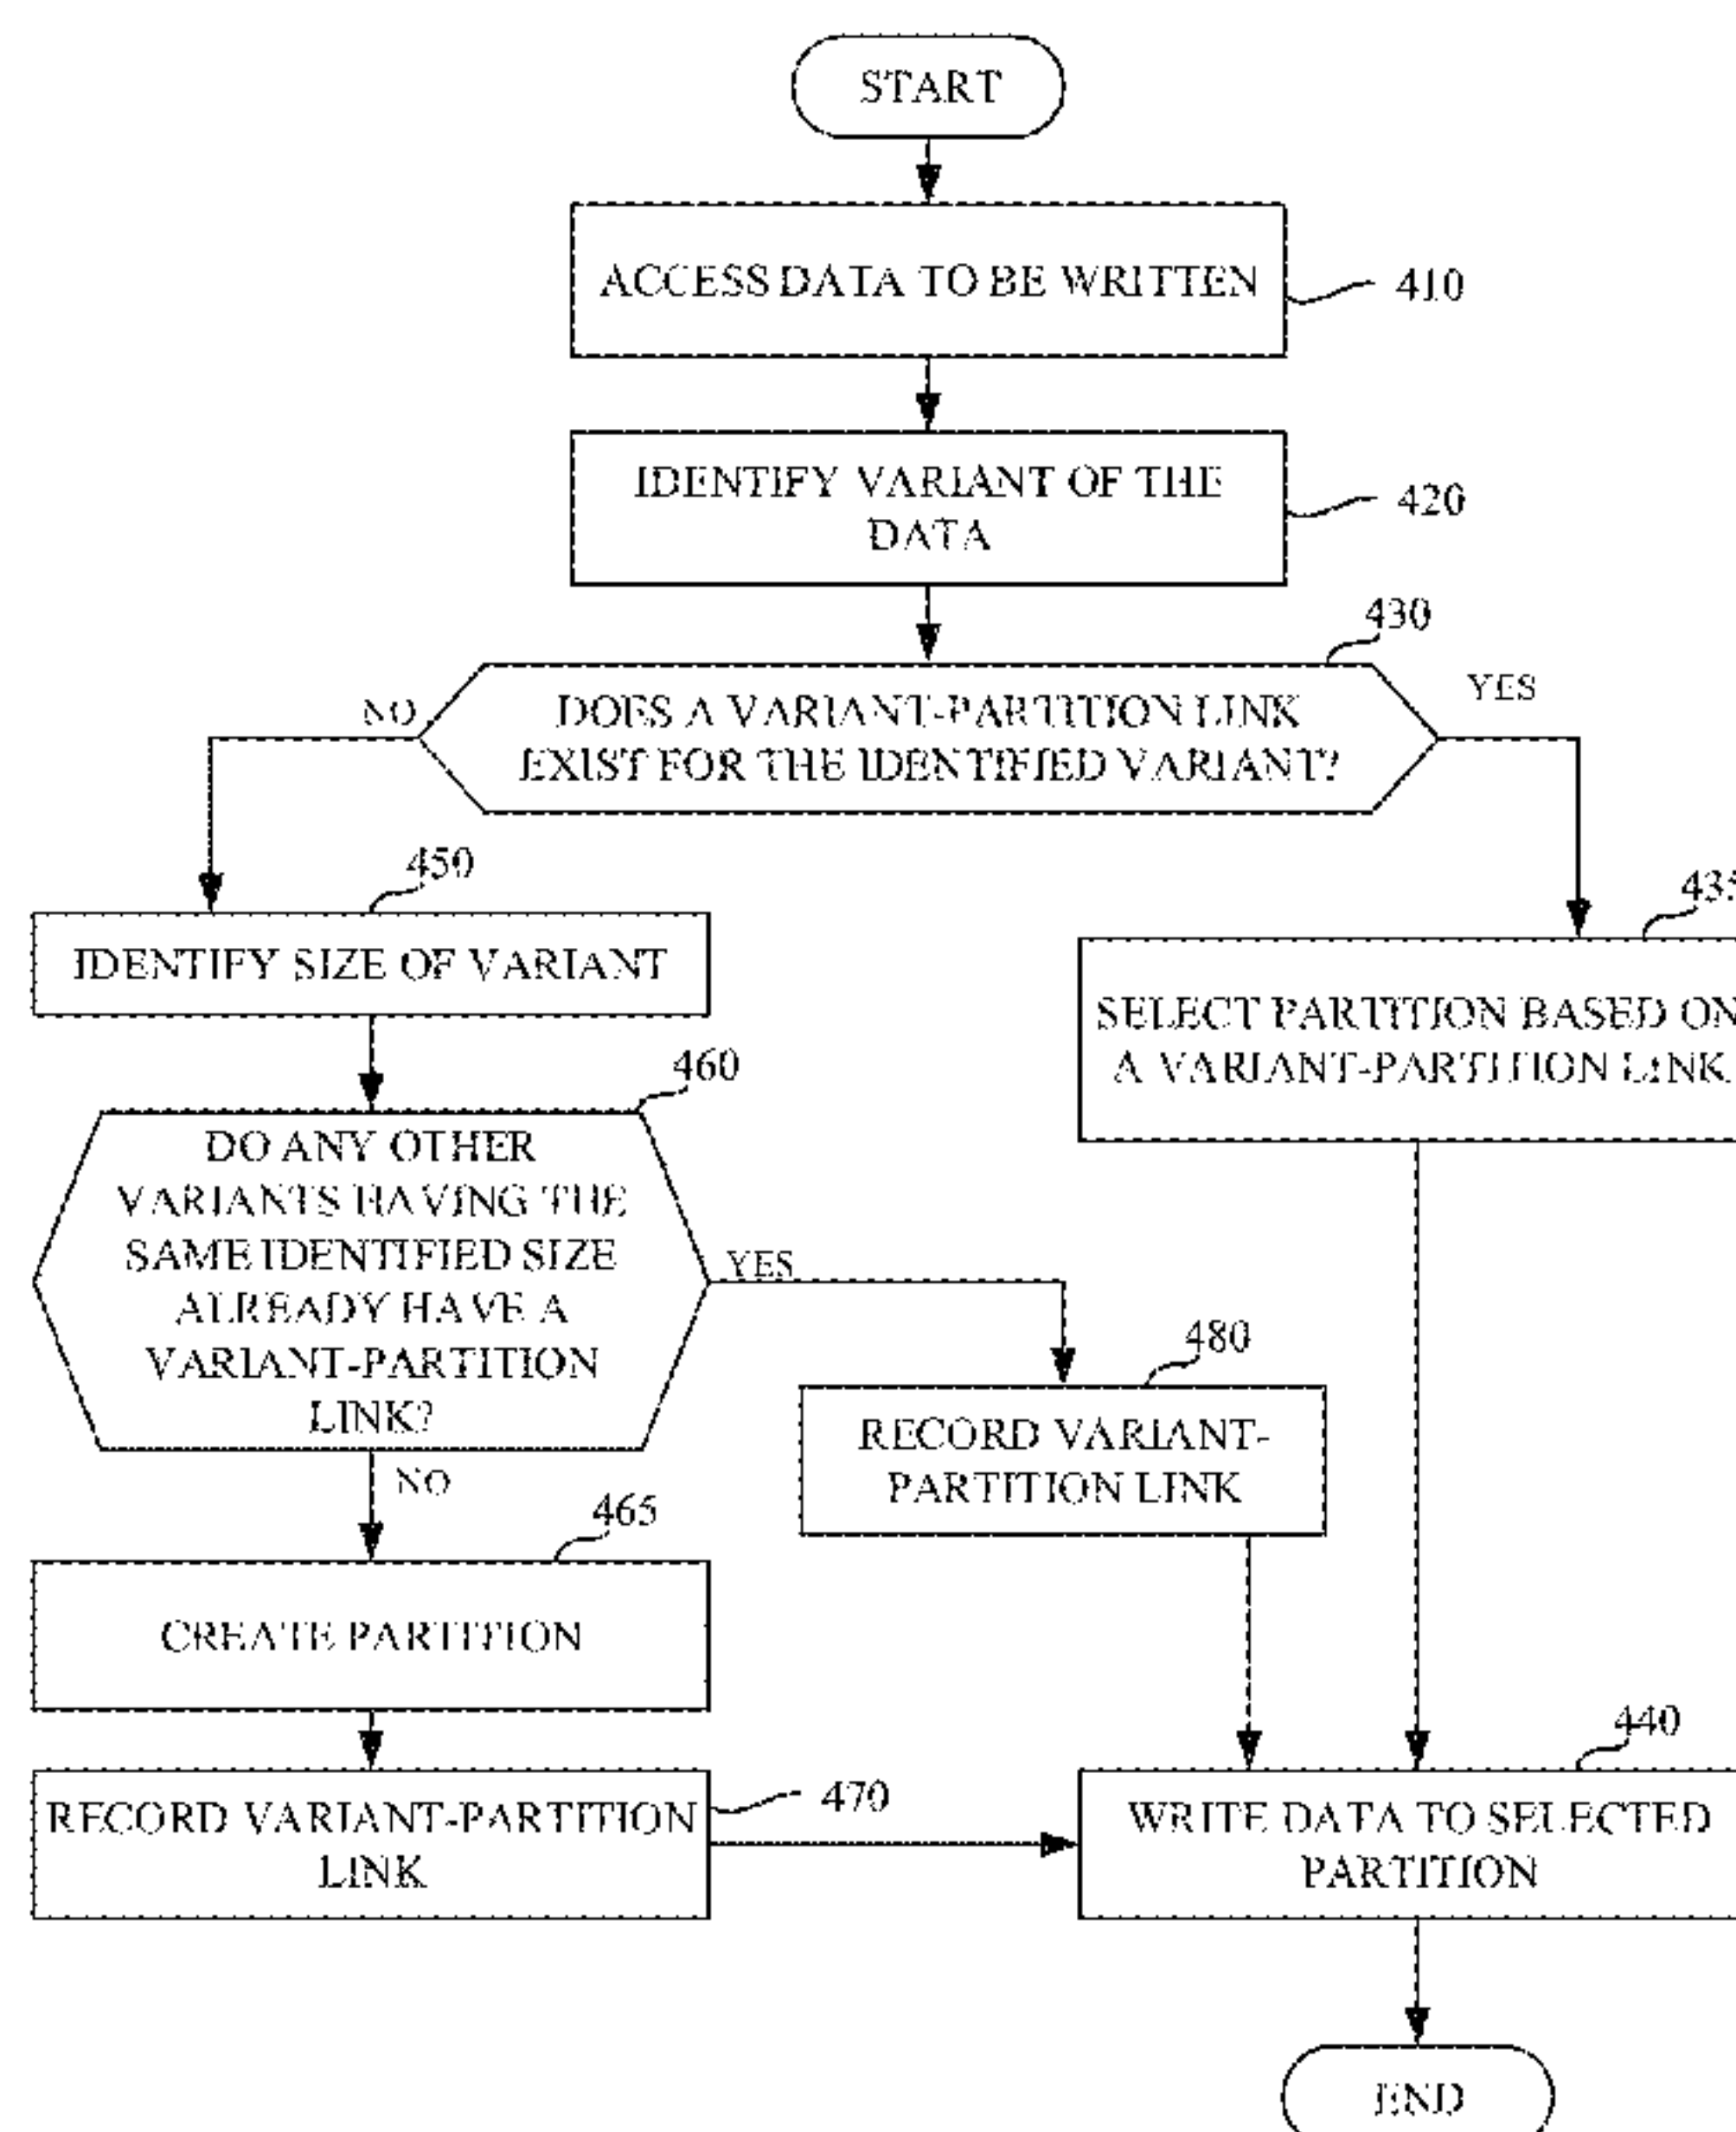 START
ACCESS DATA TO BE WRITTEN
410
IDENTIFY VARIANT OF THE
DATA
420
430
DOES A VARIANT-PARTITION LINK
EXIST FOR THE IDENTIFIED VARIANT?
NO
YES
450
IDENTIFY SIZE OF VARIANT
435
SELECT PARTITION BASED ON
A VARIANT-PARTITION LINK
460
DO ANY OTHER
VARIANTS HAVING THE
SAME IDENTIFIED SIZE
ALREADY HAVE A
VARIANT-PARTITION
LINK?
YES
NO
480
RECORD VARIANT-
PARTITION LINK
465
CREATE PARTITION
470
RECORD VARIANT-PARTITION
LINK
440
WRITE DATA TO SELECTED
PARTITION
END